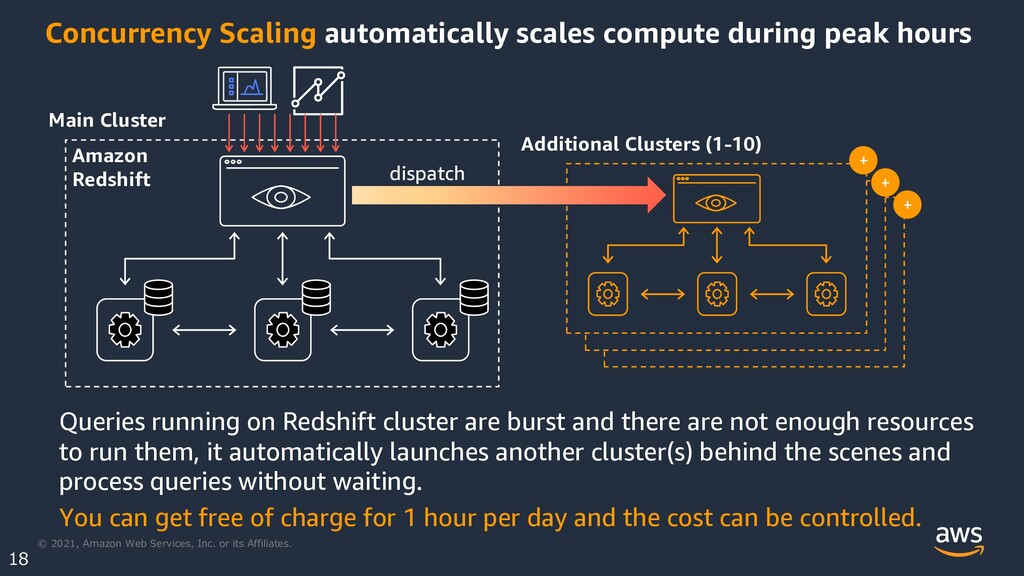 Concurrency Scaling automatically scales compute during peak hours
Main Cluster
Amazon
Redshift
dispatch
Additional Clusters (1-10)
+
+
+
Queries running on Redshift cluster are burst and there are not enough resources
to run them, it automatically launches another cluster(s) behind the scenes and
process queries without waiting.
You can get free of charge for 1 hour per day and the cost can be controlled.
© 2021, Amazon Web Services, Inc. or its Affiliates.
18
aws